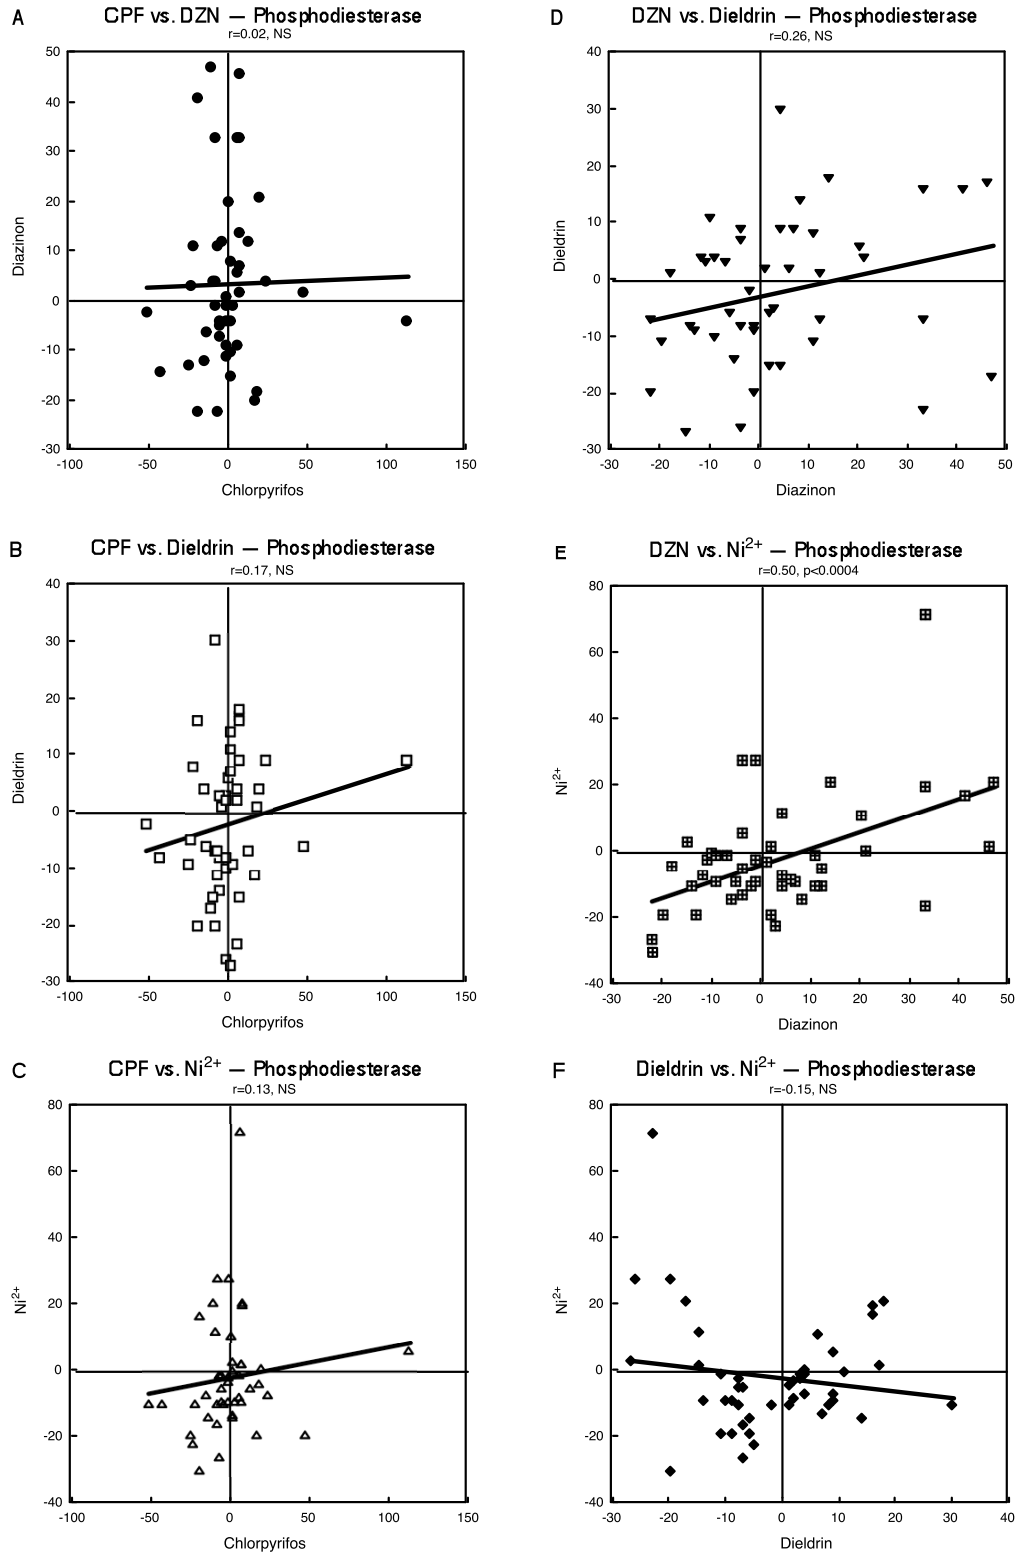 A
CPF vs. DZN — Phosphodiesterase
r=0.02, NS
50
40
30
20
10
0
-10
-20
-30
Diazinon
-100 -50 0 50 100 150
Chlorpyrifos
D
DZN vs. Dieldrin — Phosphodiesterase
r=0.26, NS
40
30
20
10
0
-10
-20
-30
Dieldrin
-30 -20 -10 0 10 20 30 40 50
Diazinon
B
CPF vs. Dieldrin — Phosphodiesterase
r=0.17, NS
40
30
20
10
0
-10
-20
-30
Dieldrin
-100 -50 0 50 100 150
Chlorpyrifos
E
DZN vs. Ni²⁺ — Phosphodiesterase
r=0.50, p<0.0004
80
60
40
20
0
-20
-40
Ni²⁺
-30 -20 -10 0 10 20 30 40 50
Diazinon
C
CPF vs. Ni²⁺ — Phosphodiesterase
r=0.13, NS
80
60
40
20
0
-20
-40
Ni²⁺
-100 -50 0 50 100 150
Chlorpyrifos
F
Dieldrin vs. Ni²⁺ — Phosphodiesterase
r=-0.15, NS
80
60
40
20
0
-20
-40
Ni²⁺
-30 -20 -10 0 10 20 30 40
Dieldrin